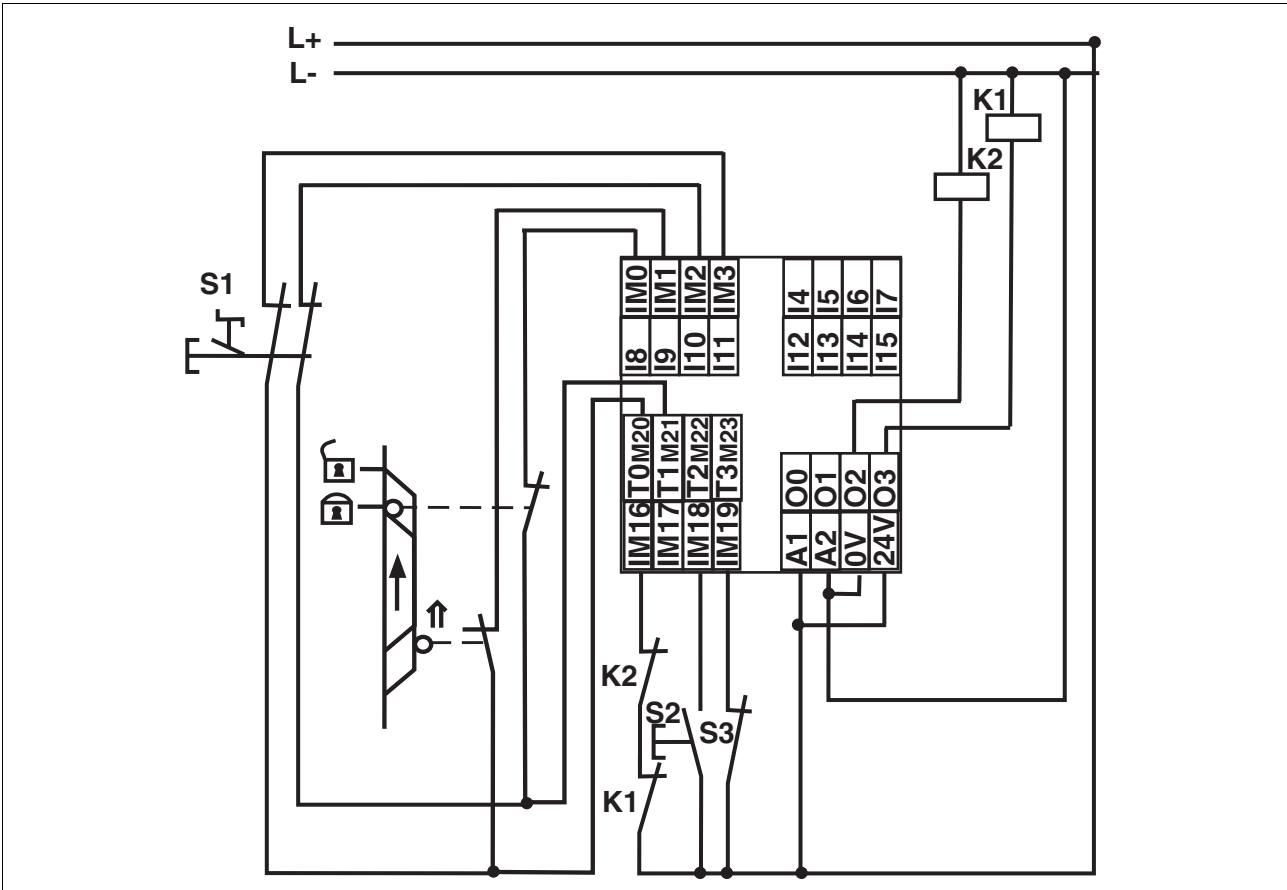 L+
L-
K1
K2
S1
IM0 IM1 IM2 IM3
I4 I5 I6 I7
I8 I9 I10 I11
I12 I13 I14 I15
T0M20 T1M21 T2M22 T3M23
O0 O1 O2 O3
IM16 IM17 IM18 IM19
A1 A2 0V 24V
K2
S2
S3
K1